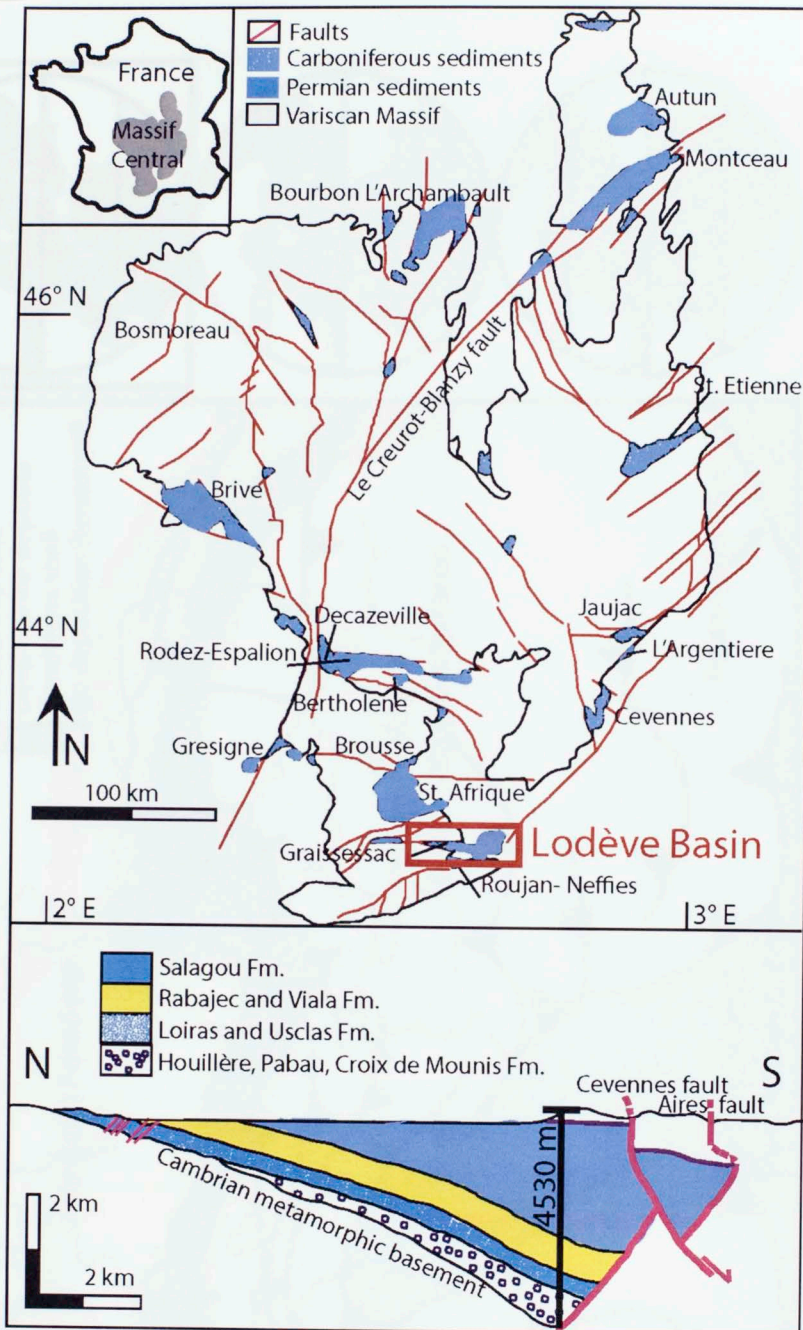 France
Massif
Central
Faults
Carboniferous sediments
Permian sediments
Variscan Massif
Autun
Montceau
Bourbon L'Archambault
46° N
Bosmoreau
Le Creurot-Blanzy fault
St. Etienne
Brive
44° N
Decazeville
Jaujac
Rodez-Espalion
L'Argentiere
Bertholene
Cevennes
N
Gresigne
Brousse
100 km
St. Afrique
Graissessac
Lodève Basin
Roujan- Neffies
2° E
3° E
Salagou Fm.
Rabajec and Viala Fm.
Loiras and Usclas Fm.
Houillère, Pabau, Croix de Mounis Fm.
N
S
Cevennes fault
Aires fault
4530 m
Cambrian metamorphic basement
2 km
2 km